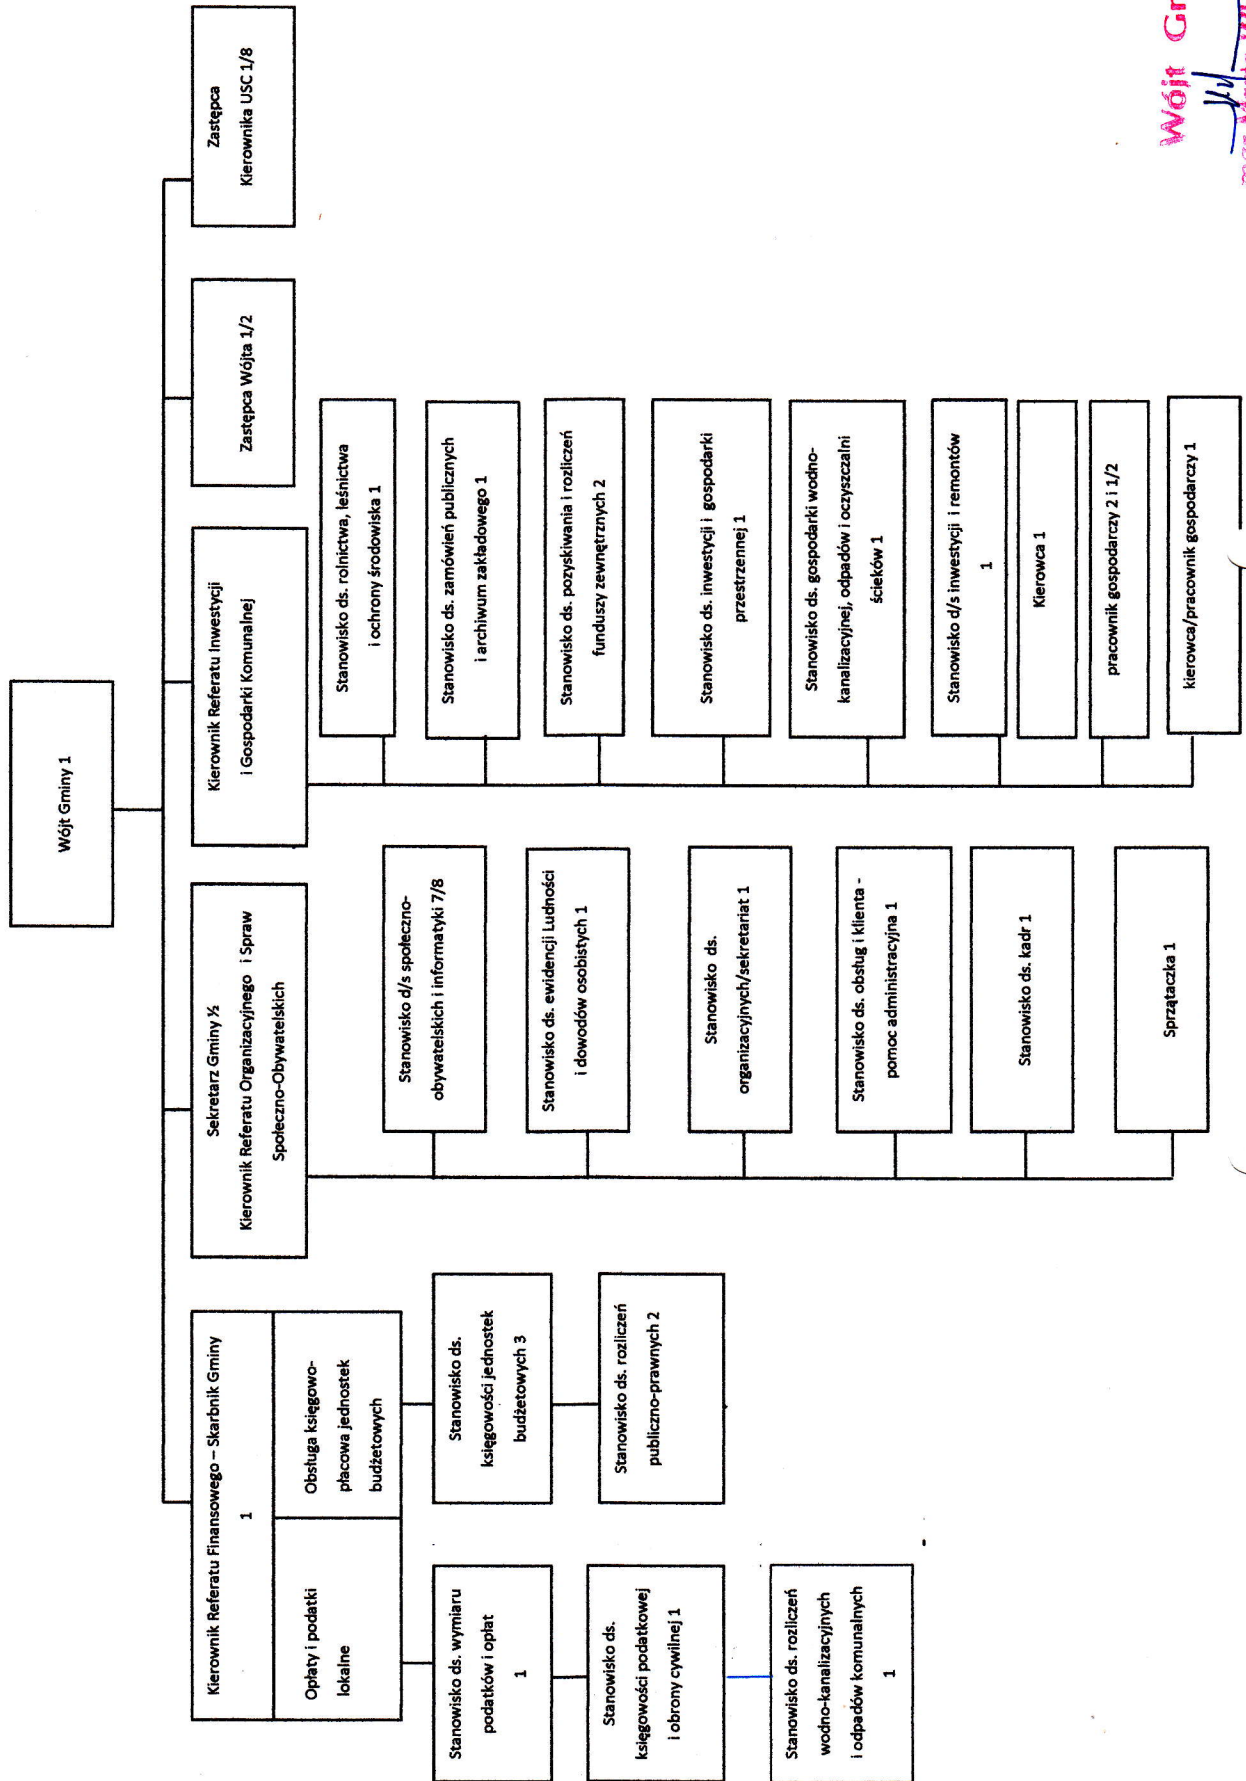 Wójt Gminy 1
Kierownik Referatu Finansowego – Skarbnik Gminy
1
Opłaty i podatki
lokalne
Obsługa księgowo-
płacowa jednostek
budżetowych
Stanowisko ds. wymiaru
podatków i opłat
1
Stanowisko ds.
księgowości podatkowej
i obrony cywilnej 1
Stanowisko ds. rozliczeń
wodno-kanalizacyjnych
i odpadów komunalnych
1
Stanowisko ds.
księgowości jednostek
budżetowych 3
Stanowisko ds. rozliczeń
publiczno-prawnych 2
Sekretarz Gminy ½
Kierownik Referatu Organizacyjnego i Spraw
Społeczno-Obywatelskich
Stanowisko d/s społeczno-
obywatelskich i informatyki 7/8
Stanowisko ds. ewidencji Ludności
i dowodów osobistych 1
Stanowisko ds.
organizacyjnych/sekretariat 1
Stanowisko ds. obsług i klienta -
pomoc administracyjna 1
Stanowisko ds. kadr 1
Sprzątaczka 1
Kierownik Referatu Inwestycji
i Gospodarki Komunalnej
Stanowisko ds. rolnictwa, leśnictwa
i ochrony środowiska 1
Stanowisko ds. zamówień publicznych
i archiwum zakładowego 1
Stanowisko ds. pozyskiwania i rozliczeń
funduszy zewnętrznych 2
Stanowisko ds. inwestycji i gospodarki
przestrzennej 1
Stanowisko ds. gospodarki wodno-
kanalizacyjnej, odpadów i oczyszczalni
ścieków 1
Stanowisko d/s inwestycji i remontów
1
Kierowca 1
pracownik gospodarczy 2 i 1/2
kierowca/pracownik gospodarczy 1
Zastępca Wójta 1/2
Zastępca
Kierownika USC 1/8
Wójt